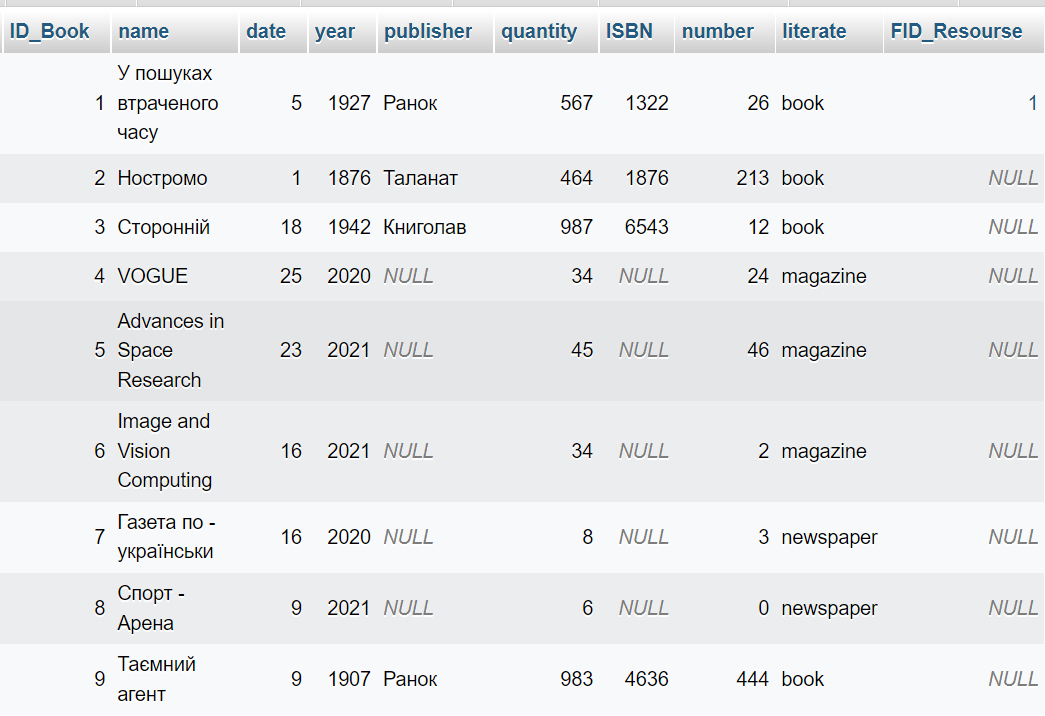 ID_Book name date year publisher quantity ISBN number literate FID_Resourse
1 У пошуках втраченого часу 5 1927 Ранок 567 1322 26 book 1
2 Ностромо 1 1876 Таланат 464 1876 213 book NULL
3 Сторонній 18 1942 Книголав 987 6543 12 book NULL
4 VOGUE 25 2020 NULL 34 NULL 24 magazine NULL
5 Advances in Space Research 23 2021 NULL 45 NULL 46 magazine NULL
6 Image and Vision Computing 16 2021 NULL 34 NULL 2 magazine NULL
7 Газета по - українськи 16 2020 NULL 8 NULL 3 newspaper NULL
8 Спорт - Арена 9 2021 NULL 6 NULL 0 newspaper NULL
9 Таємний агент 9 1907 Ранок 983 4636 444 book NULL